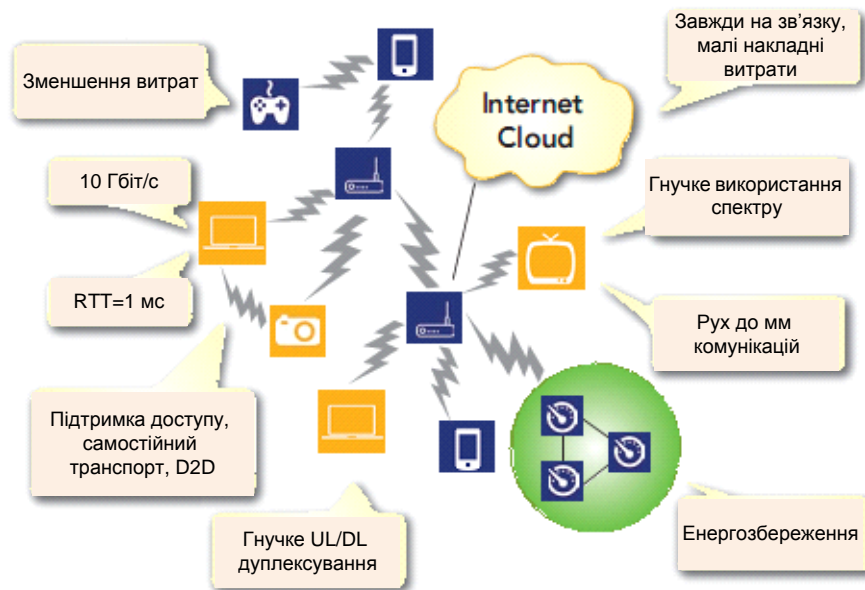 Завжди на зв’язку,
малі накладні
витрати
Зменшення витрат
Internet
Cloud
10 Гбіт/с
Гнучке використання
спектру
RTT=1 мс
Рух до мм
комунікацій
Підтримка доступу,
самостійний
транспорт, D2D
Гнучке UL/DL
дуплексування
Енергозбереження